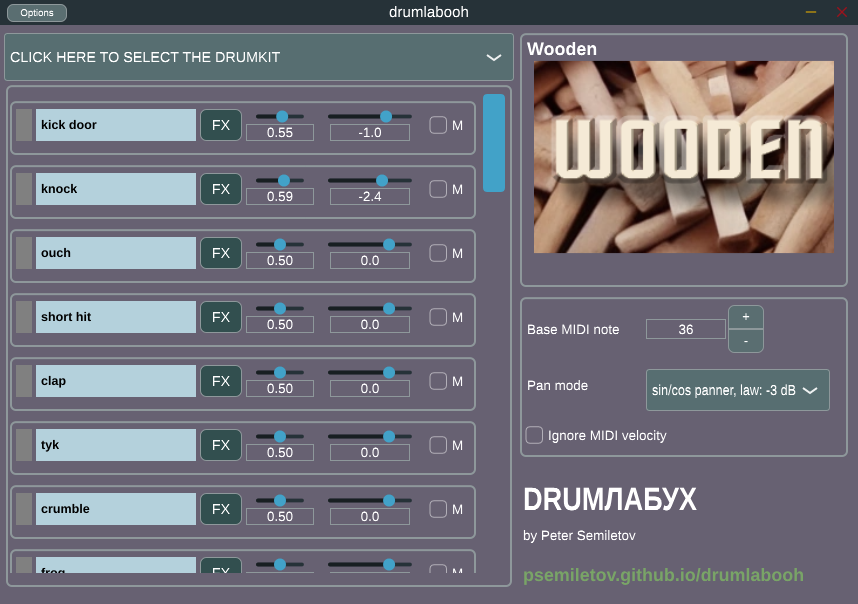 Options
drumlabooh
CLICK HERE TO SELECT THE DRUMKIT
kick door FX 0.55 -1.0 M
knock FX 0.59 -2.4 M
ouch FX 0.50 0.0 M
short hit FX 0.50 0.0 M
clap FX 0.50 0.0 M
tyk FX 0.50 0.0 M
crumble FX 0.50 0.0 M
frog FX M
Wooden
WOODEN
Base MIDI note 36 + -
Pan mode sin/cos panner, law: -3 dB
Ignore MIDI velocity
DRUMЛАБУХ
by Peter Semiletov
psemiletov.github.io/drumlabooh